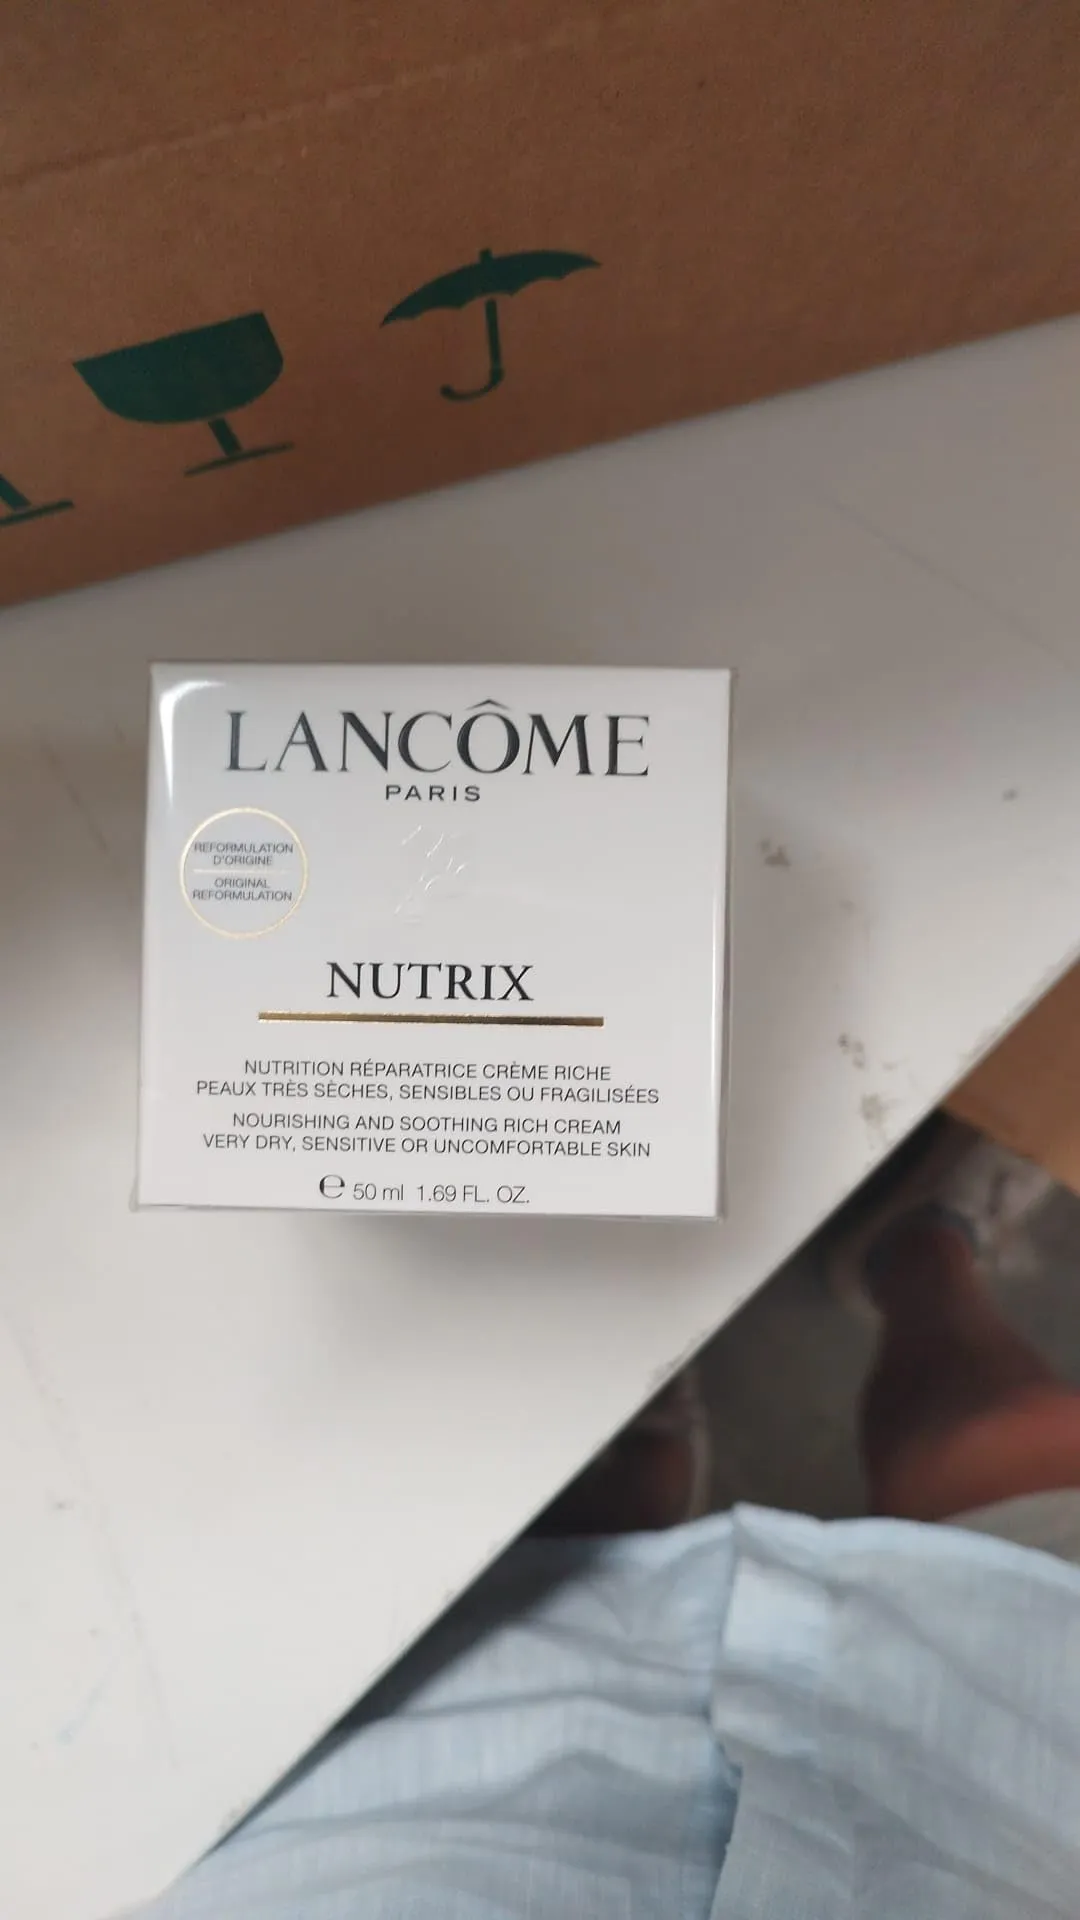 LANCÔME
PARIS
REFORMULATION
D'ORIGINE
ORIGINAL
REFORMULATION
NUTRIX
NUTRITION RÉPARATRICE CRÈME RICHE
PEAUX TRÈS SÈCHES, SENSIBLES OU FRAGILISÉES
NOURISHING AND SOOTHING RICH CREAM
VERY DRY, SENSITIVE OR UNCOMFORTABLE SKIN
℮ 50 ml 1.69 FL. OZ.